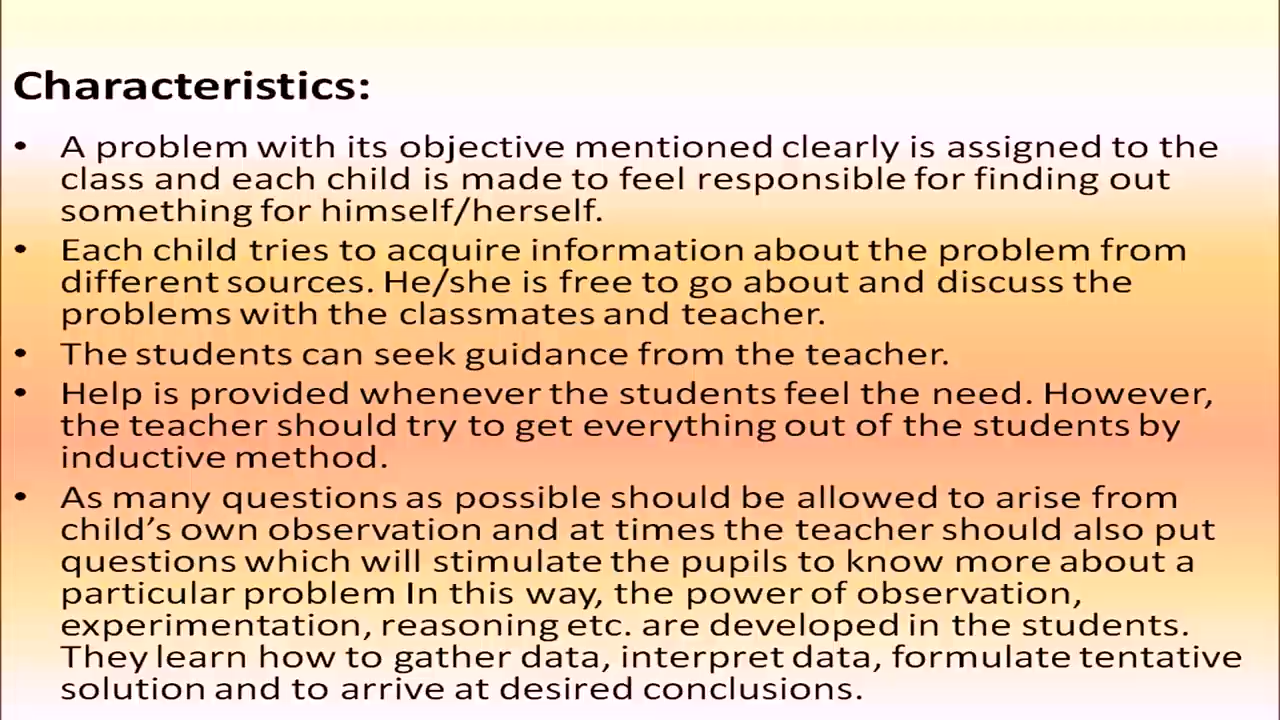 Characteristics:
• A problem with its objective mentioned clearly is assigned to the
class and each child is made to feel responsible for finding out
something for himself/herself.
• Each child tries to acquire information about the problem from
different sources. He/she is free to go about and discuss the
problems with the classmates and teacher.
• The students can seek guidance from the teacher.
• Help is provided whenever the students feel the need. However,
the teacher should try to get everything out of the students by
inductive method.
• As many questions as possible should be allowed to arise from
child’s own observation and at times the teacher should also put
questions which will stimulate the pupils to know more about a
particular problem In this way, the power of observation,
experimentation, reasoning etc. are developed in the students.
They learn how to gather data, interpret data, formulate tentative
solution and to arrive at desired conclusions.